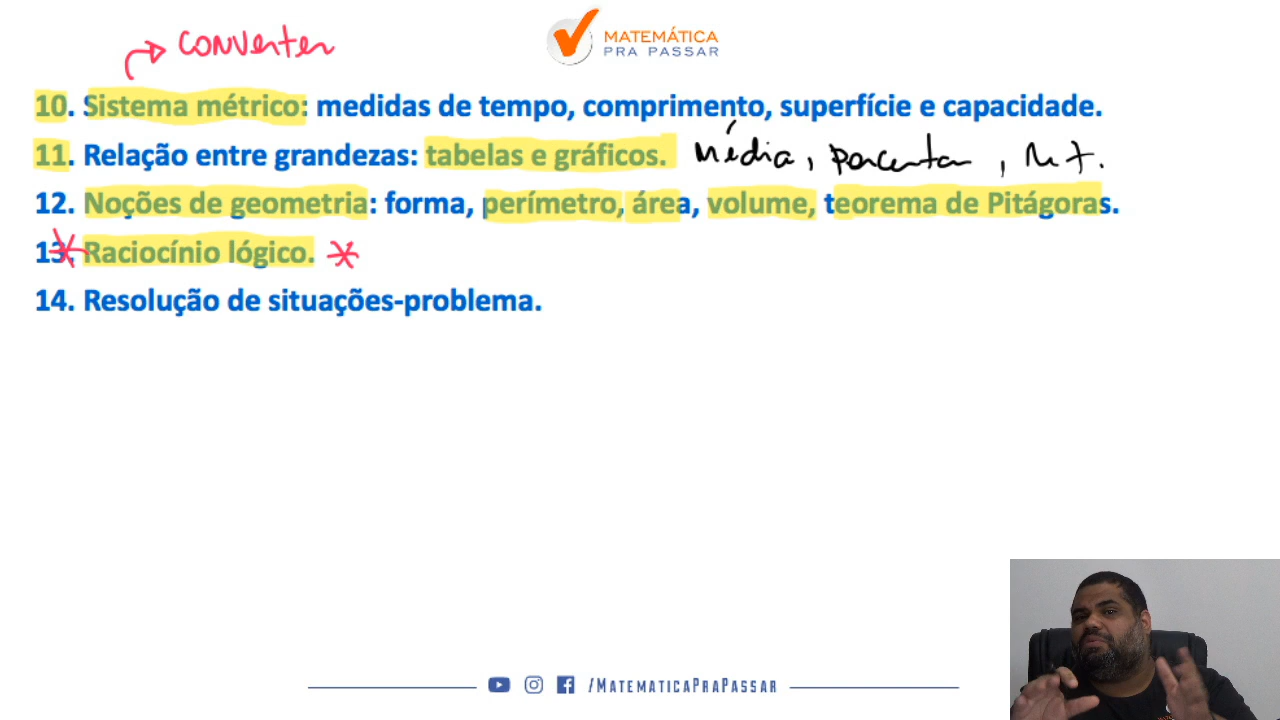 converter
MATEMÁTICA
PRA PASSAR
10. Sistema métrico: medidas de tempo, comprimento, superfície e capacidade.
11. Relação entre grandezas: tabelas e gráficos. Média,
12. Noções de geometria: forma, perímetro, área, volume, teorema de Pitágoras.
13. Raciocínio lógico.
14. Resolução de situações-problema.
/MATEMATICAPRAPASSAR